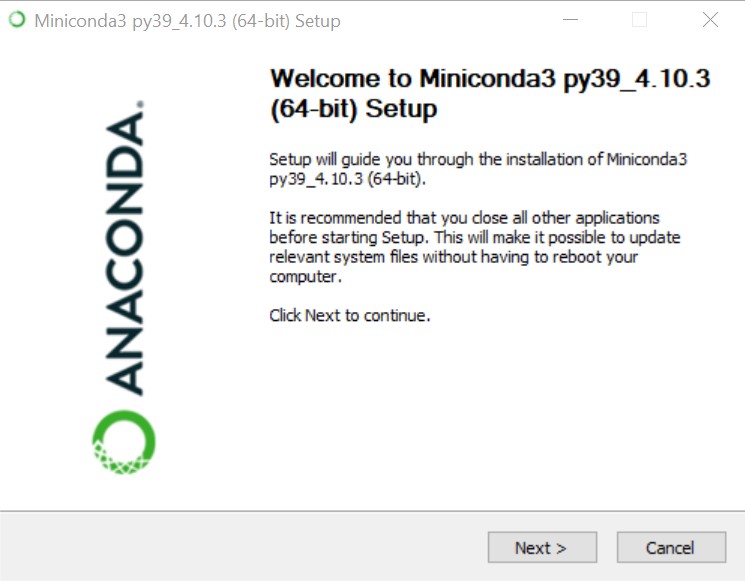 Miniconda3 py39_4.10.3 (64-bit) Setup
ANACONDA.
Welcome to Miniconda3 py39_4.10.3
(64-bit) Setup
Setup will guide you through the installation of Miniconda3
py39_4.10.3 (64-bit).
It is recommended that you close all other applications
before starting Setup. This will make it possible to update
relevant system files without having to reboot your
computer.
Click Next to continue.
Next >
Cancel